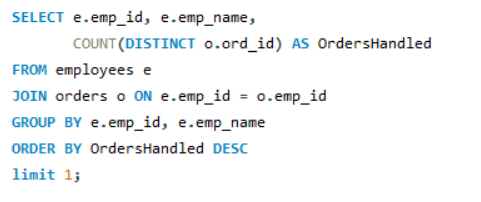 SELECT e.emp_id, e.emp_name,
COUNT(DISTINCT o.ord_id) AS OrdersHandled
FROM employees e
JOIN orders o ON e.emp_id = o.emp_id
GROUP BY e.emp_id, e.emp_name
ORDER BY OrdersHandled DESC
limit 1;